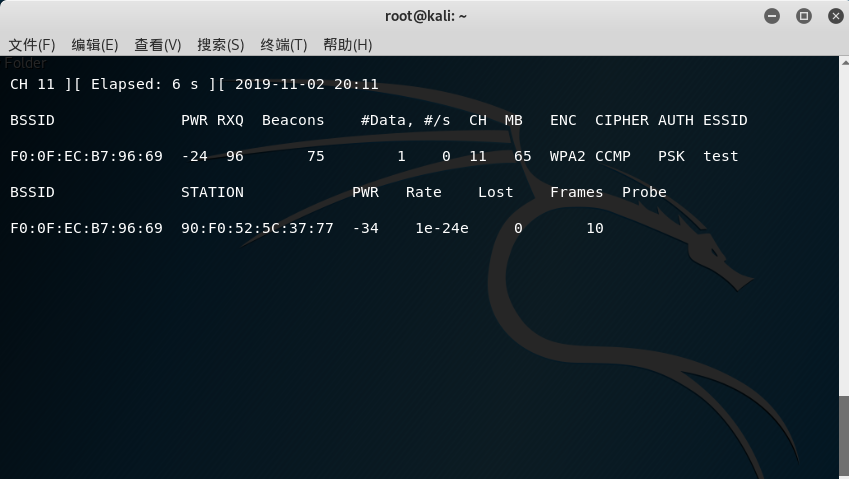 root@kali: ~
文件(F) 编辑(E) 查看(V) 搜索(S) 终端(T) 帮助(H)
Folder
CH 11 ][ Elapsed: 6 s ][ 2019-11-02 20:11
BSSID PWR RXQ Beacons #Data, #/s CH MB ENC CIPHER AUTH ESSID
F0:0F:EC:B7:96:69 -24 96 75 1 0 11 65 WPA2 CCMP PSK test
BSSID STATION PWR Rate Lost Frames Probe
F0:0F:EC:B7:96:69 90:F0:52:5C:37:77 -34 1e-24e 0 10